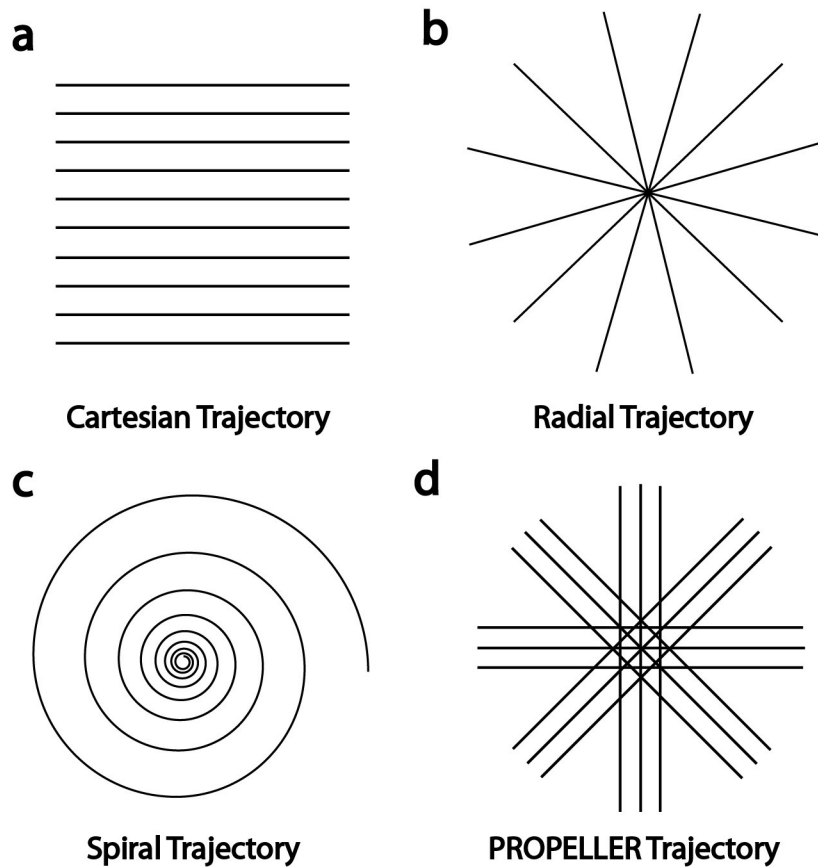 a
b
Cartesian Trajectory
Radial Trajectory
c
d
Spiral Trajectory
PROPELLER Trajectory